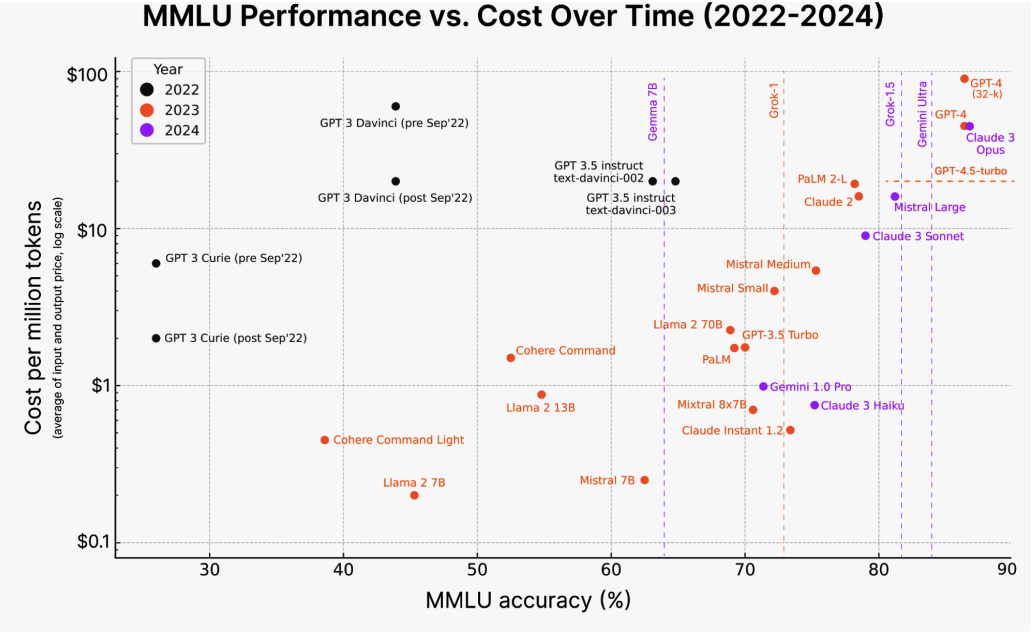 MMLU Performance vs. Cost Over Time (2022-2024)
Year
2022
2023
2024
$100
$10
$1
$0.1
Cost per million tokens
(average of input and output price, log scale)
GPT 3 Davinci (pre Sep'22)
GPT 3 Davinci (post Sep'22)
GPT 3 Curie (pre Sep'22)
GPT 3 Curie (post Sep'22)
GPT 3.5 instruct
text-davinci-002
GPT 3.5 instruct
text-davinci-003
Gemma 7B
Grok-1
Grok-1.5
Gemini Ultra
GPT-4
(32-k)
GPT-4
Claude 3
Opus
GPT-4.5-turbo
PaLM 2-L
Claude 2
Mistral Large
Claude 3 Sonnet
Mistral Medium
Mistral Small
Llama 2 70B
GPT-3.5 Turbo
PaLM
Cohere Command
Llama 2 13B
Gemini 1.0 Pro
Mixtral 8x7B
Claude 3 Haiku
Claude Instant 1.2
Cohere Command Light
Llama 2 7B
Mistral 7B
30
40
50
60
70
80
90
MMLU accuracy (%)